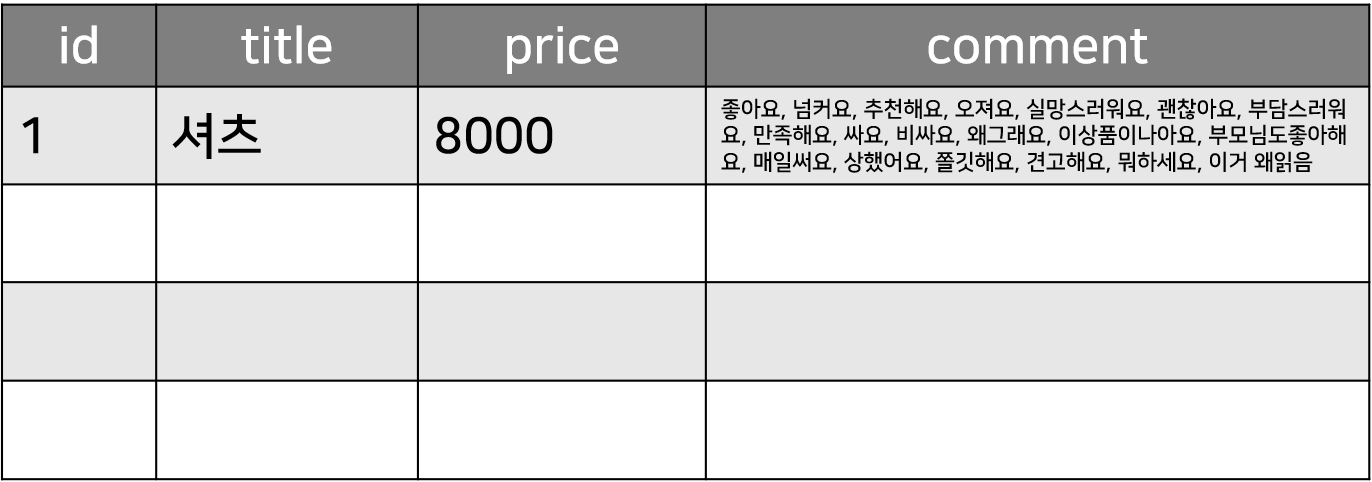 id title price comment
1 셔츠 8000
좋아요, 넘커요, 추천해요, 오져요, 실망스러워요, 괜찮아요, 부담스러워
요, 만족해요, 싸요, 비싸요, 왜그래요, 이상품이나아요, 부모님도좋아해
요, 매일써요, 상했어요, 쫄깃해요, 견고해요, 뭐하세요, 이거 왜읽음